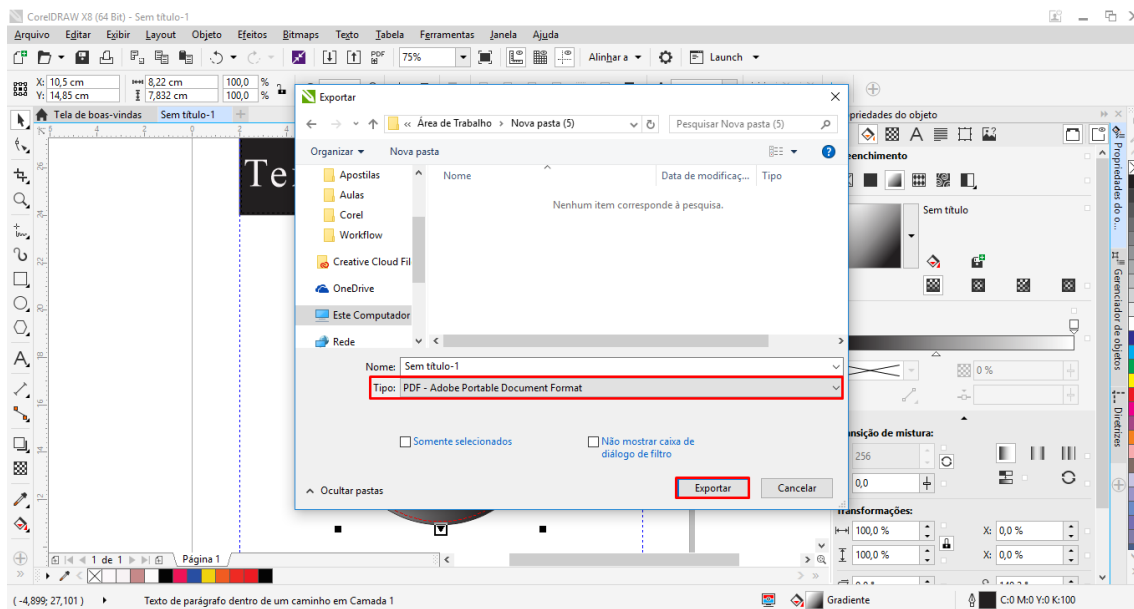 CorelDRAW X8 (64 Bit) - Sem título-1
Arquivo Editar Exibir Layout Objeto Efeitos Bitmaps Texto Tabela Ferramentas Janela Ajuda
PDF 75% Alinhar a Launch
X: 10,5 cm 8,22 cm 100,0 %
Y: 14,85 cm 7,832 cm 100,0 %
Tela de boas-vindas Sem título-1
Exportar
« Área de Trabalho > Nova pasta (5) Pesquisar Nova pasta (5)
Organizar Nova pasta
Apostilas
Aulas
Corel
Workflow
Creative Cloud Fil
OneDrive
Este Computador
Rede
Nome Data de modificaç... Tipo
Nenhum item corresponde à pesquisa.
Nome: Sem título-1
Tipo: PDF - Adobe Portable Document Format
Somente selecionados
Não mostrar caixa de
diálogo de filtro
Ocultar pastas
Exportar Cancelar
priedades do objeto
enchimento
Sem título
0 %
nsição de mistura:
256
0,0
ransformações:
100,0 % X: 0,0 %
100,0 % X: 0,0 %
Propriedades do o...
Gerenciador de objetos
Diretrizes
1 de 1 Página 1
( -4,899; 27,101 ) Texto de parágrafo dentro de um caminho em Camada 1 Gradiente C:0 M:0 Y:0 K:100